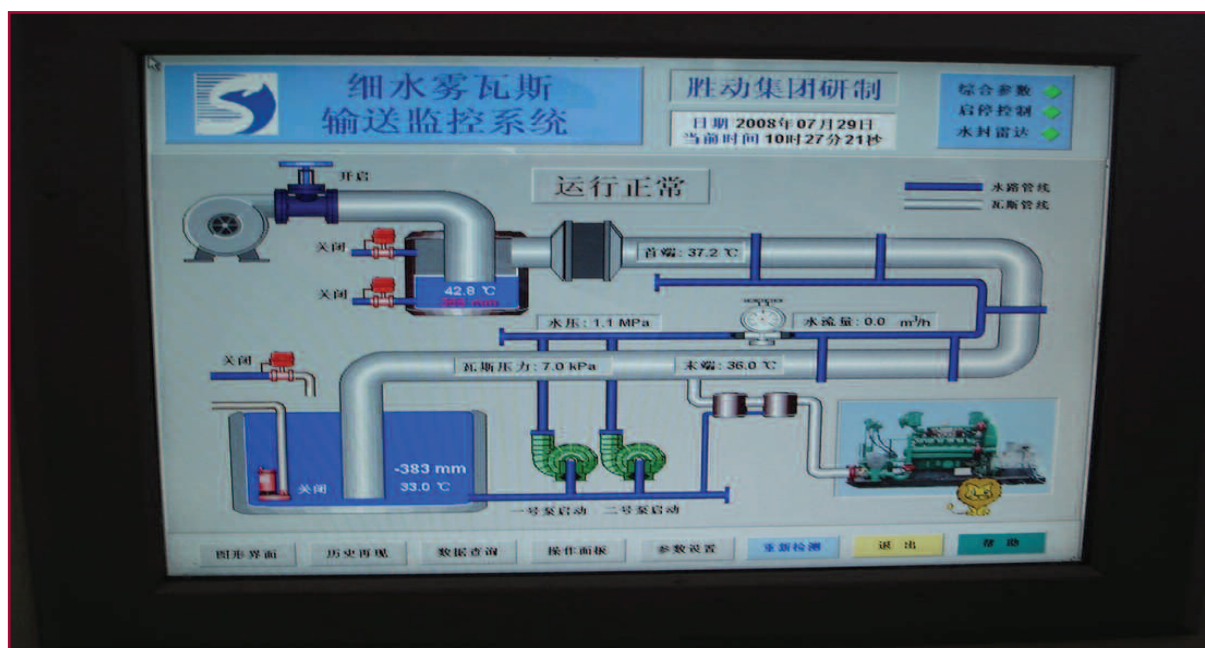 细水雾瓦斯
输送监控系统
胜动集团研制
日期 2008年07月29日
当前时间 10时27分21秒
综合参数
启停控制
水封雷达
开启
运行正常
水路管线
瓦斯管线
关闭
首端: 37.2 ℃
关闭
42.8 ℃
mm
水压: 1.1 MPa
水流量: 0.0 m³/h
关闭
瓦斯压力: 7.0 kPa
末端: 36.0 ℃
-383 mm
关闭
33.0 ℃
一号泵启动
二号泵启动
图形界面
历史再现
数据查询
操作面板
参数设置
重新检测
退出
帮助